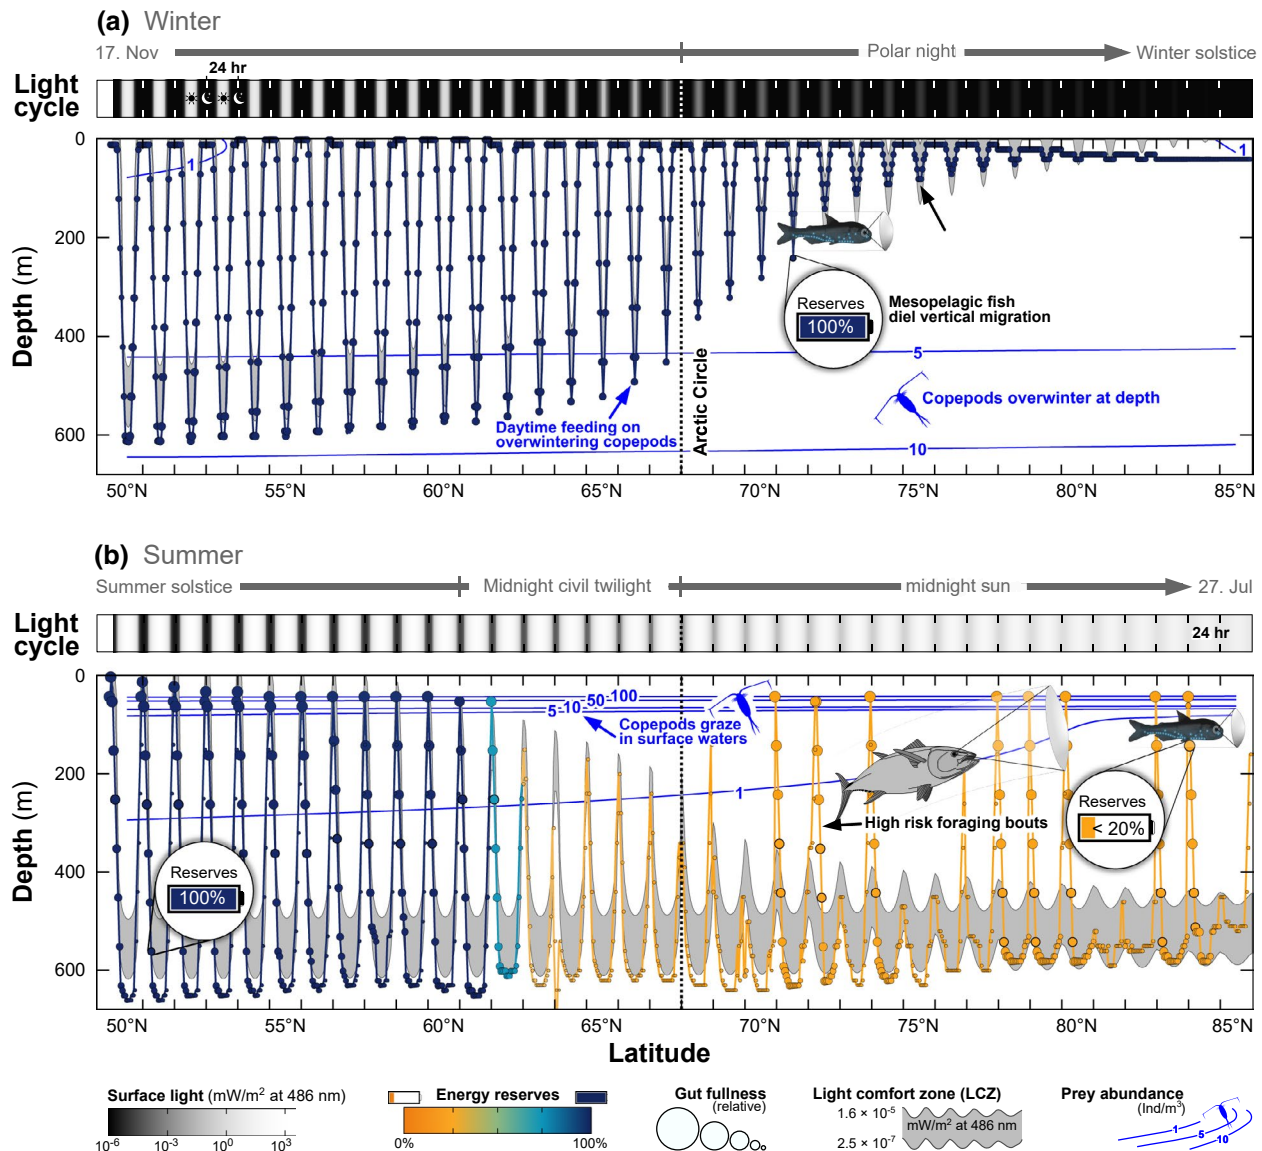 (a) Winter
17. Nov
Polar night
Winter solstice
24 hr
Light
cycle
0
200
400
600
Depth (m)
1
1
5
10
Reserves
100%
Mesopelagic fish
diel vertical migration
Arctic Circle
Copepods overwinter at depth
Daytime feeding on
overwintering copepods
50°N 55°N 60°N 65°N 70°N 75°N 80°N 85°N
(b) Summer
Summer solstice
Midnight civil twilight
midnight sun
27. Jul
Light
cycle
24 hr
0
200
400
600
Depth (m)
5 10 50 100
Copepods graze
in surface waters
1
High risk foraging bouts
Reserves
100%
Reserves
< 20%
50°N 55°N 60°N 65°N 70°N 75°N 80°N 85°N
Latitude
Surface light (mW/m² at 486 nm)
10⁻⁶ 10⁻³ 10⁰ 10³
Energy reserves
0% 100%
Gut fullness
(relative)
Light comfort zone (LCZ)
1.6 × 10⁻⁵
mW/m² at 486 nm
2.5 × 10⁻⁷
Prey abundance
(Ind/m³)
1 5 10